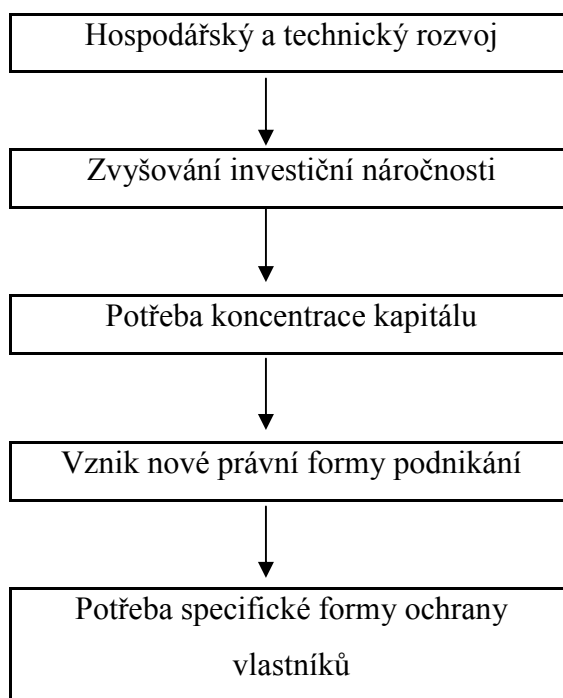 Hospodářský a technický rozvoj
Zvyšování investiční náročnosti
Potřeba koncentrace kapitálu
Vznik nové právní formy podnikání
Potřeba specifické formy ochrany
vlastníků